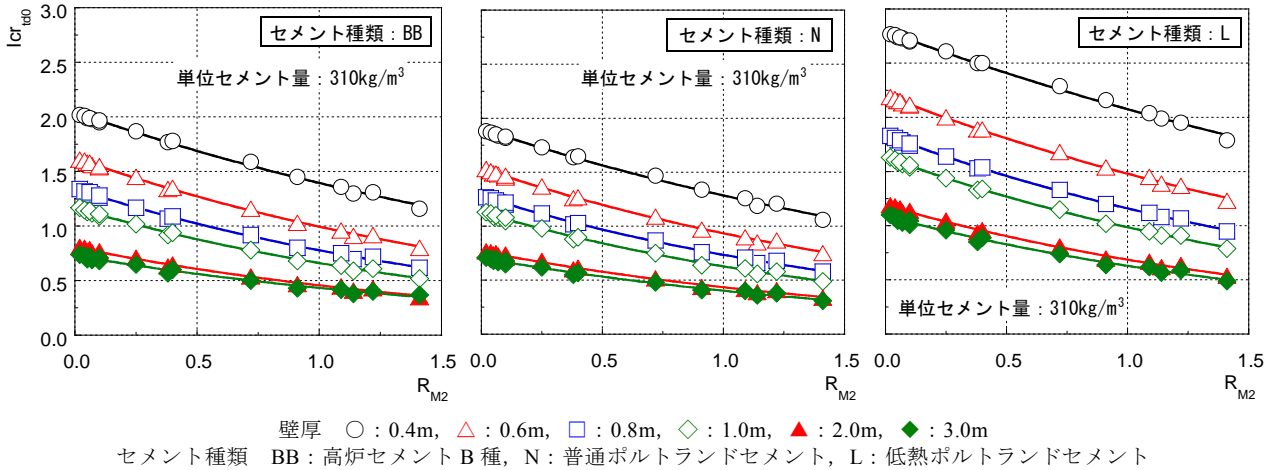 Icr_td0
3.0
2.5
2.0
1.5
1.0
0.5
0.0
セメント種類：BB
単位セメント量：310kg/m³
0.0 0.5 1.0 1.5
R_M2
セメント種類：N
単位セメント量：310kg/m³
0.0 0.5 1.0 1.5
R_M2
セメント種類：L
単位セメント量：310kg/m³
0.0 0.5 1.0 1.5
R_M2
壁厚 ○：0.4m, △：0.6m, □：0.8m, ◇：1.0m, ▲：2.0m, ◆：3.0m
セメント種類 BB：高炉セメント B 種, N：普通ポルトランドセメント, L：低熱ポルトランドセメント